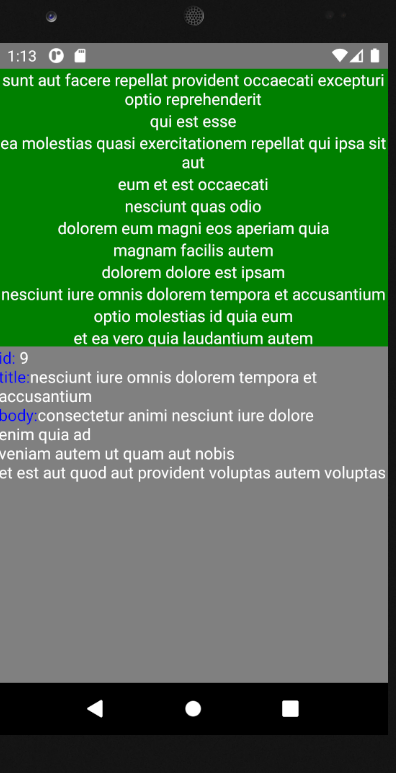 1:13
sunt aut facere repellat provident occaecati excepturi
optio reprehenderit
qui est esse
ea molestias quasi exercitationem repellat qui ipsa sit
aut
eum et est occaecati
nesciunt quas odio
dolorem eum magni eos aperiam quia
magnam facilis autem
dolorem dolore est ipsam
nesciunt iure omnis dolorem tempora et accusantium
optio molestias id quia eum
et ea vero quia laudantium autem
id: 9
title:nesciunt iure omnis dolorem tempora et
accusantium
body:consectetur animi nesciunt iure dolore
enim quia ad
veniam autem ut quam aut nobis
et est aut quod aut provident voluptas autem voluptas